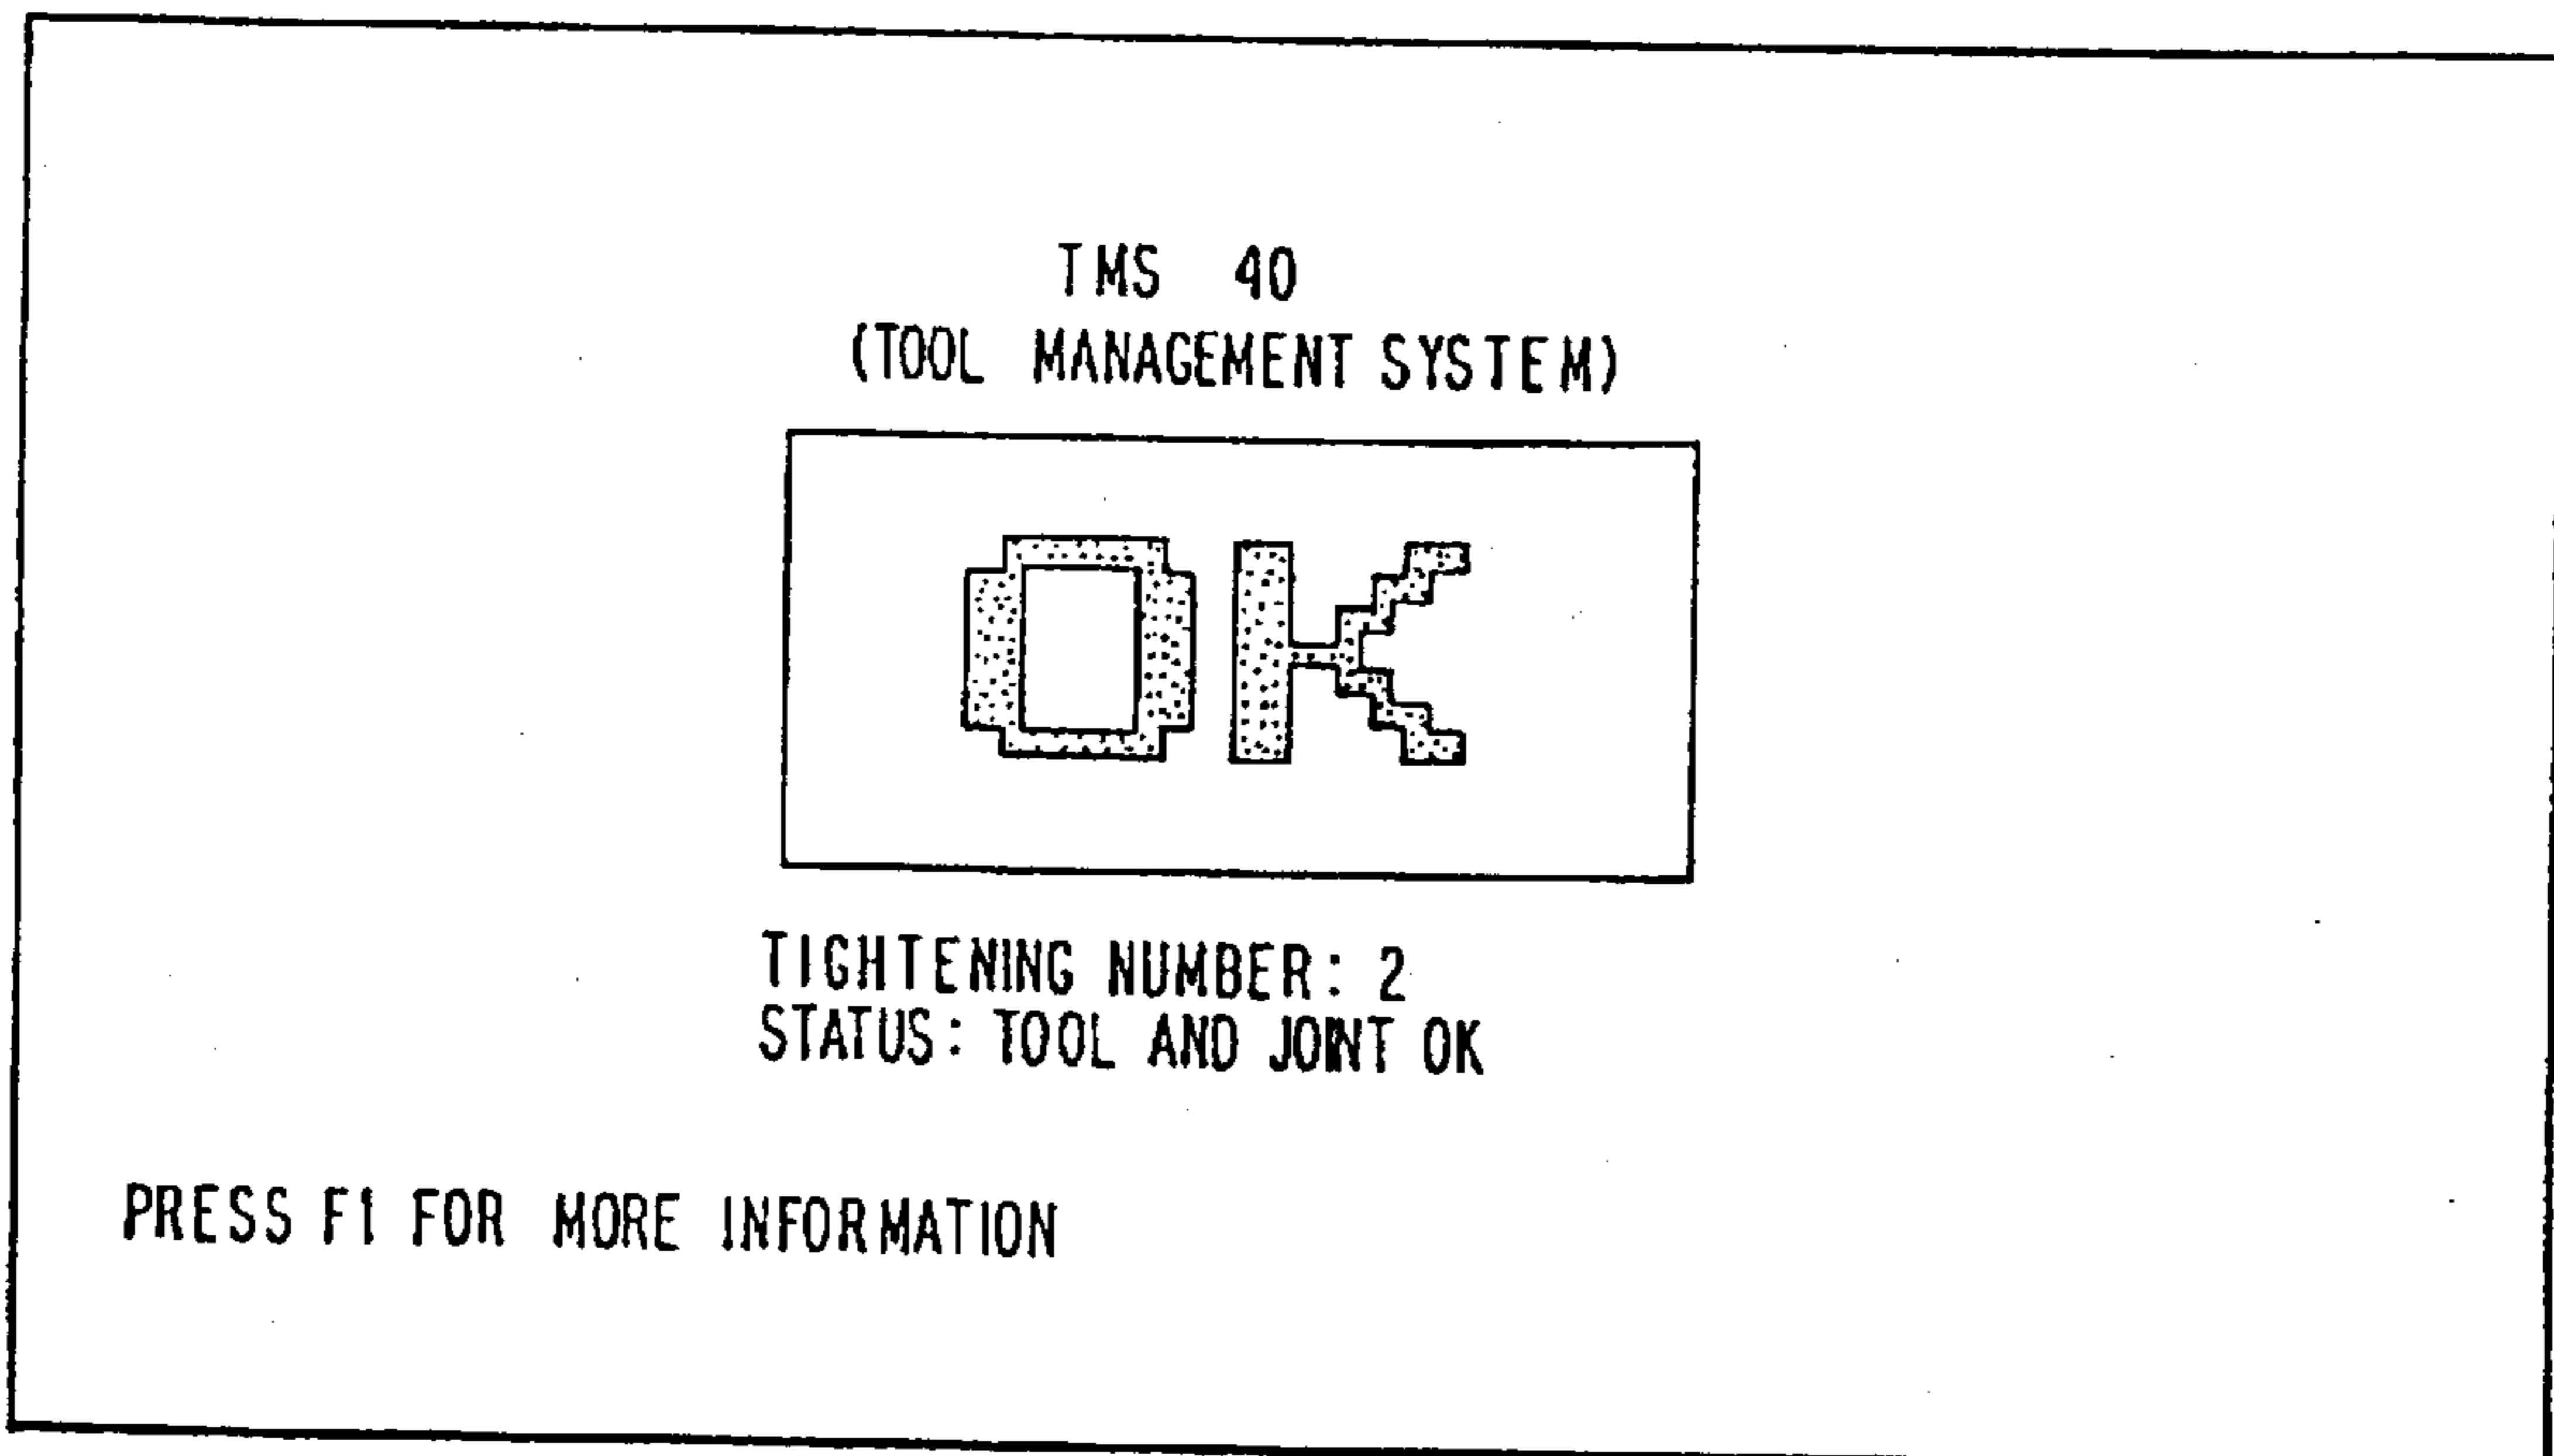 TMS 40
(TOOL MANAGEMENT SYSTEM)
OK
TIGHTENING NUMBER: 2
STATUS: TOOL AND JOINT OK
PRESS F1 FOR MORE INFORMATION